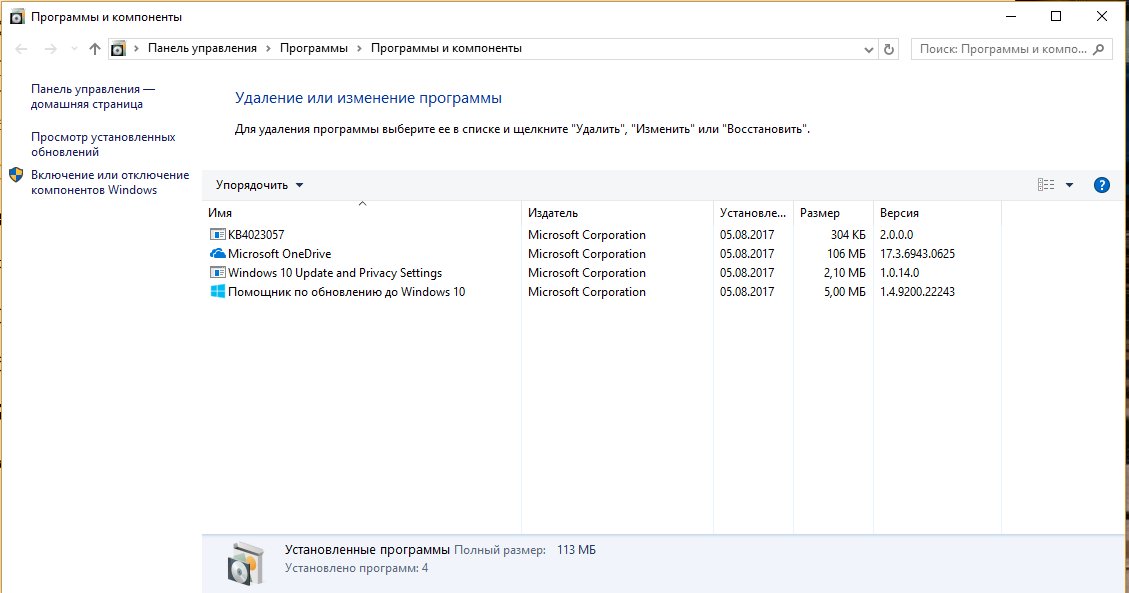 Программы и компоненты
Панель управления › Программы › Программы и компоненты
Поиск: Программы и компо...
Панель управления —
домашняя страница
Просмотр установленных
обновлений
Включение или отключение
компонентов Windows
Удаление или изменение программы
Для удаления программы выберите ее в списке и щелкните "Удалить", "Изменить" или "Восстановить".
Упорядочить
?
Имя Издатель Установле... Размер Версия
KB4023057 Microsoft Corporation 05.08.2017 304 КБ 2.0.0.0
Microsoft OneDrive Microsoft Corporation 05.08.2017 106 МБ 17.3.6943.0625
Windows 10 Update and Privacy Settings Microsoft Corporation 05.08.2017 2,10 МБ 1.0.14.0
Помощник по обновлению до Windows 10 Microsoft Corporation 05.08.2017 5,00 МБ 1.4.9200.22243
Установленные программы Полный размер: 113 МБ
Установлено программ: 4